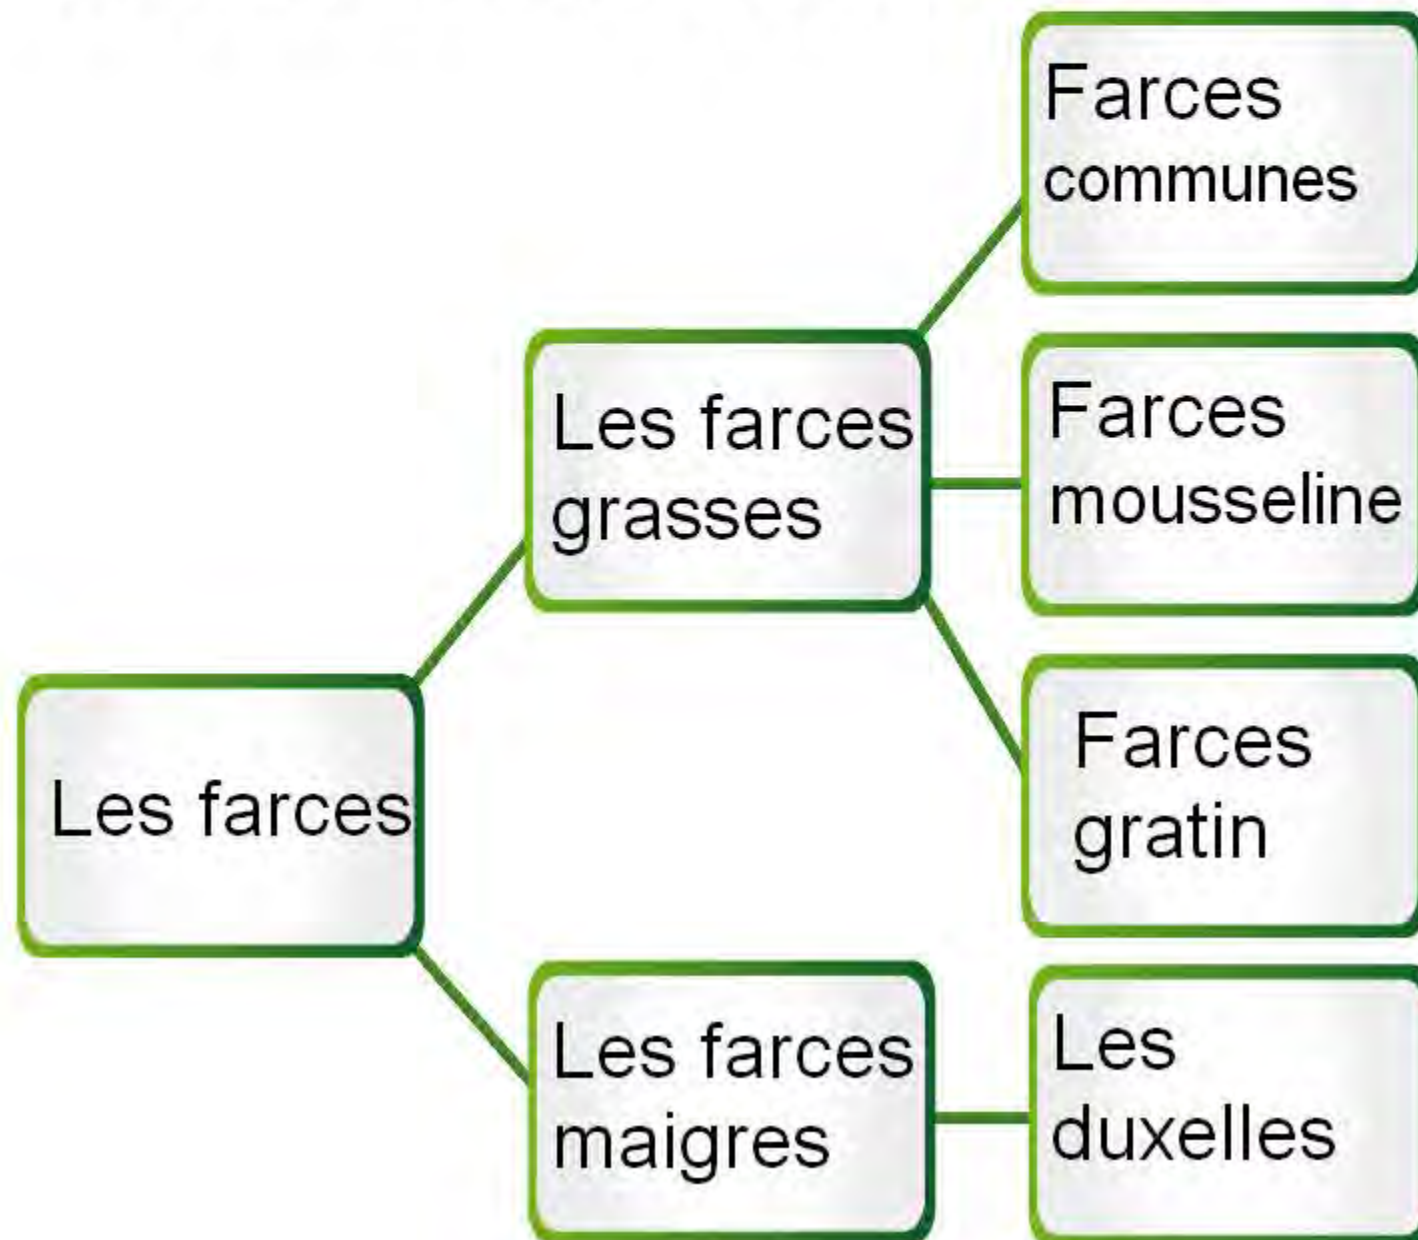 Farces
communes
Les farces
grasses
Farces
mousseline
Les farces
Farces
gratin
Les farces
maigres
Les
duxelles